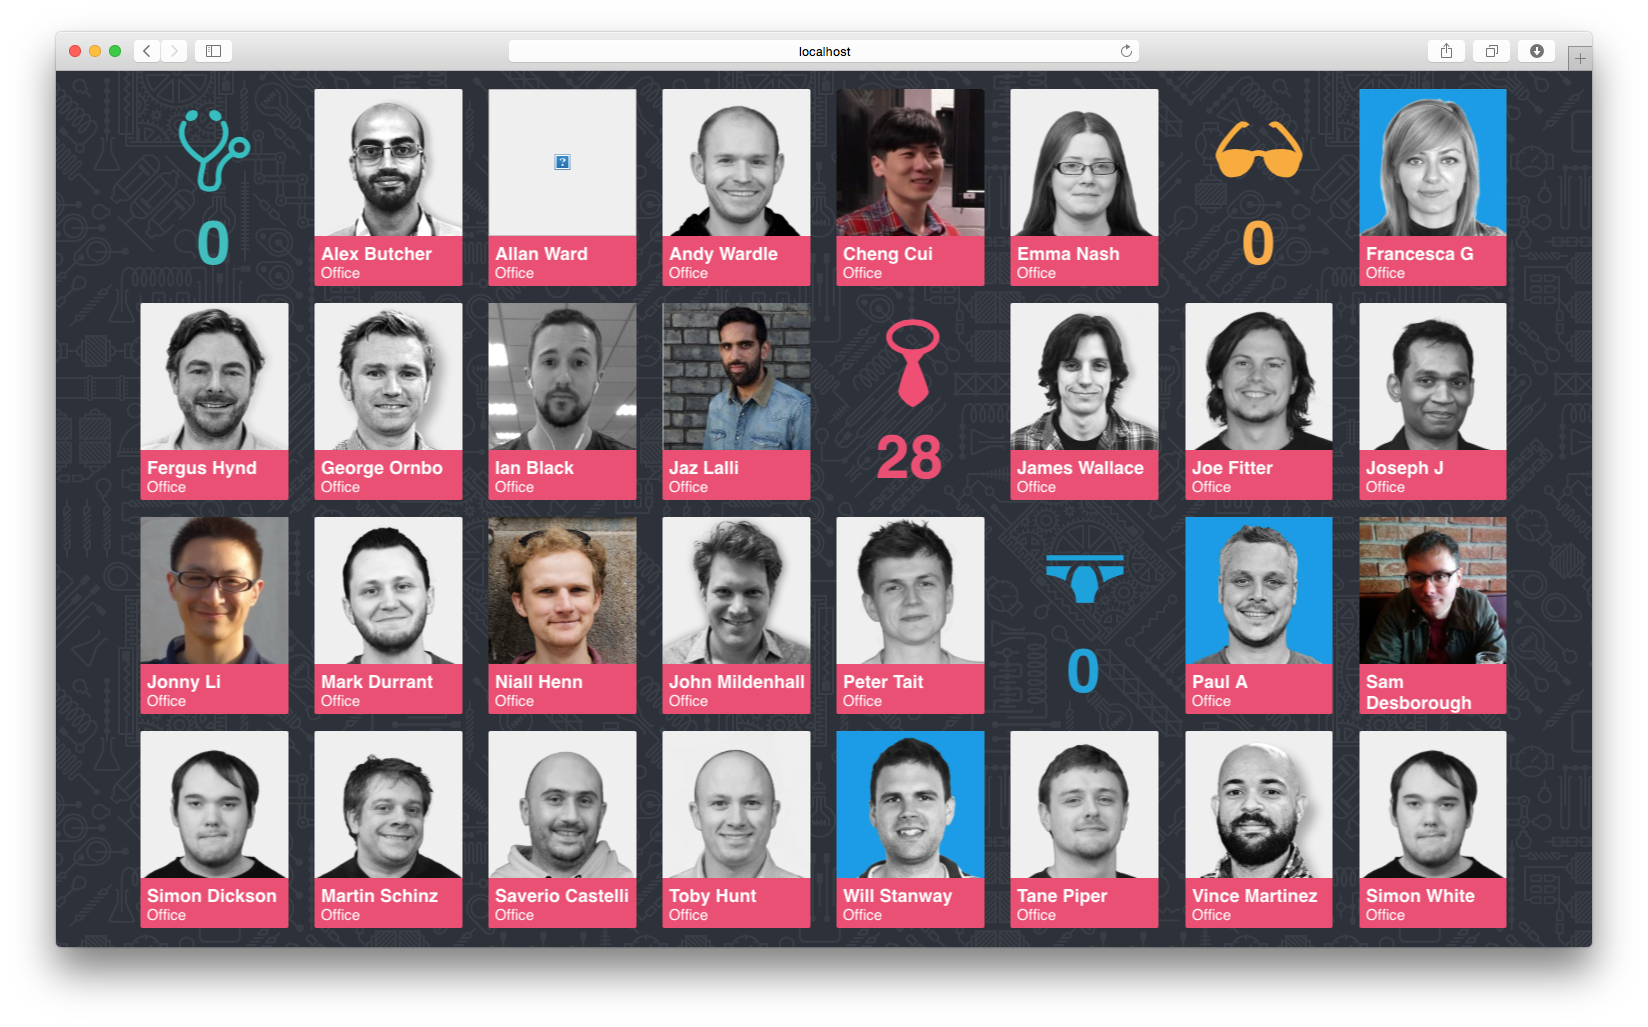 localhost
0
Alex Butcher
Office
Allan Ward
Office
Andy Wardle
Office
Cheng Cui
Office
Emma Nash
Office
0
Francesca G
Office
Fergus Hynd
Office
George Ornbo
Office
Ian Black
Office
Jaz Lalli
Office
28
James Wallace
Office
Joe Fitter
Office
Joseph J
Office
Jonny Li
Office
Mark Durrant
Office
Niall Henn
Office
John Mildenhall
Office
Peter Tait
Office
0
Paul A
Office
Sam
Desborough
Simon Dickson
Office
Martin Schinz
Office
Saverio Castelli
Office
Toby Hunt
Office
Will Stanway
Office
Tane Piper
Office
Vince Martinez
Office
Simon White
Office